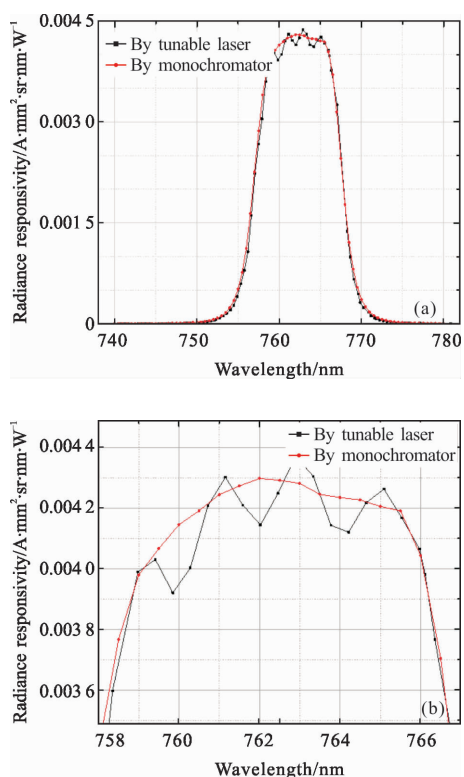 0.004 5
By tunable laser
By monochromator
0.003 0
0.001 5
0
(a)
740
750
760
770
780
Radiance responsivity/A·mm²·sr·nm·W⁻¹
Wavelength/nm
0.004 4
By tunable laser
By monochromator
0.004 2
0.004 0
0.003 8
0.003 6
(b)
758
760
762
764
766
Radiance responsivity/A·mm²·sr·nm·W⁻¹
Wavelength/nm